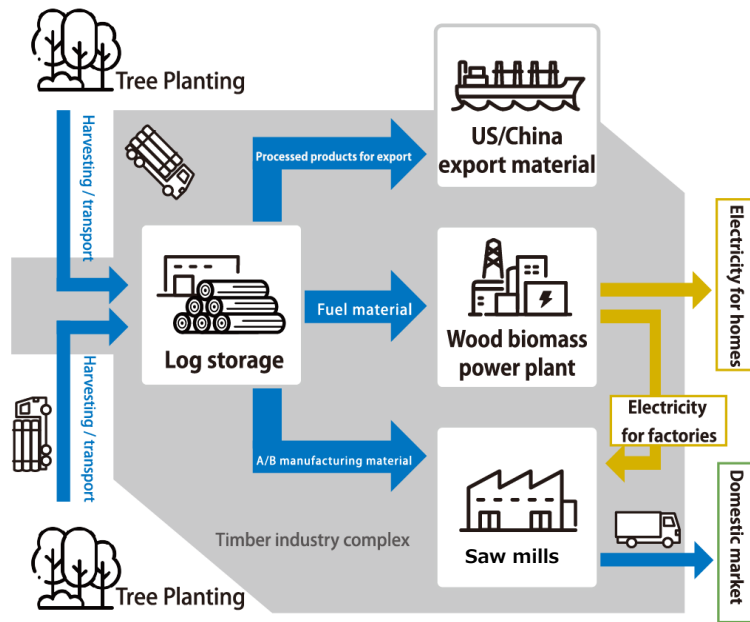 Tree Planting
Harvesting / transport
Processed products for export
US/China
export material
Log storage
Fuel material
Wood biomass
power plant
Electricity for homes
Harvesting / transport
A/B manufacturing material
Electricity
for factories
Timber industry complex
Saw mills
Domestic market
Tree Planting